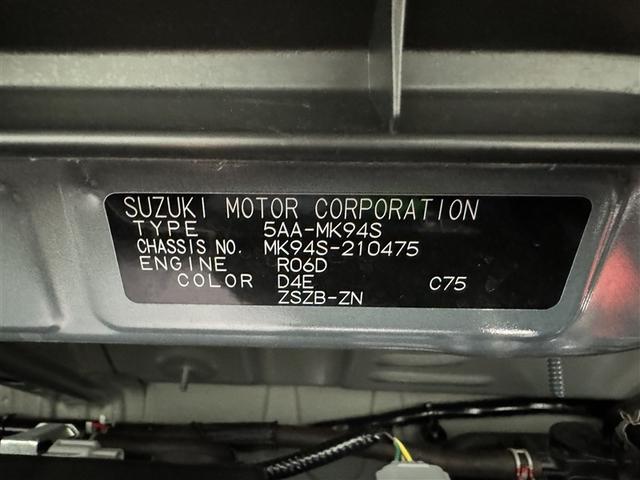 SUZUKI MOTOR CORPORATION
TYPE 5AA-MK94S
CHASSIS NO. MK94S-210475
ENGINE R06D
COLOR D4E C75
ZSZB-ZN